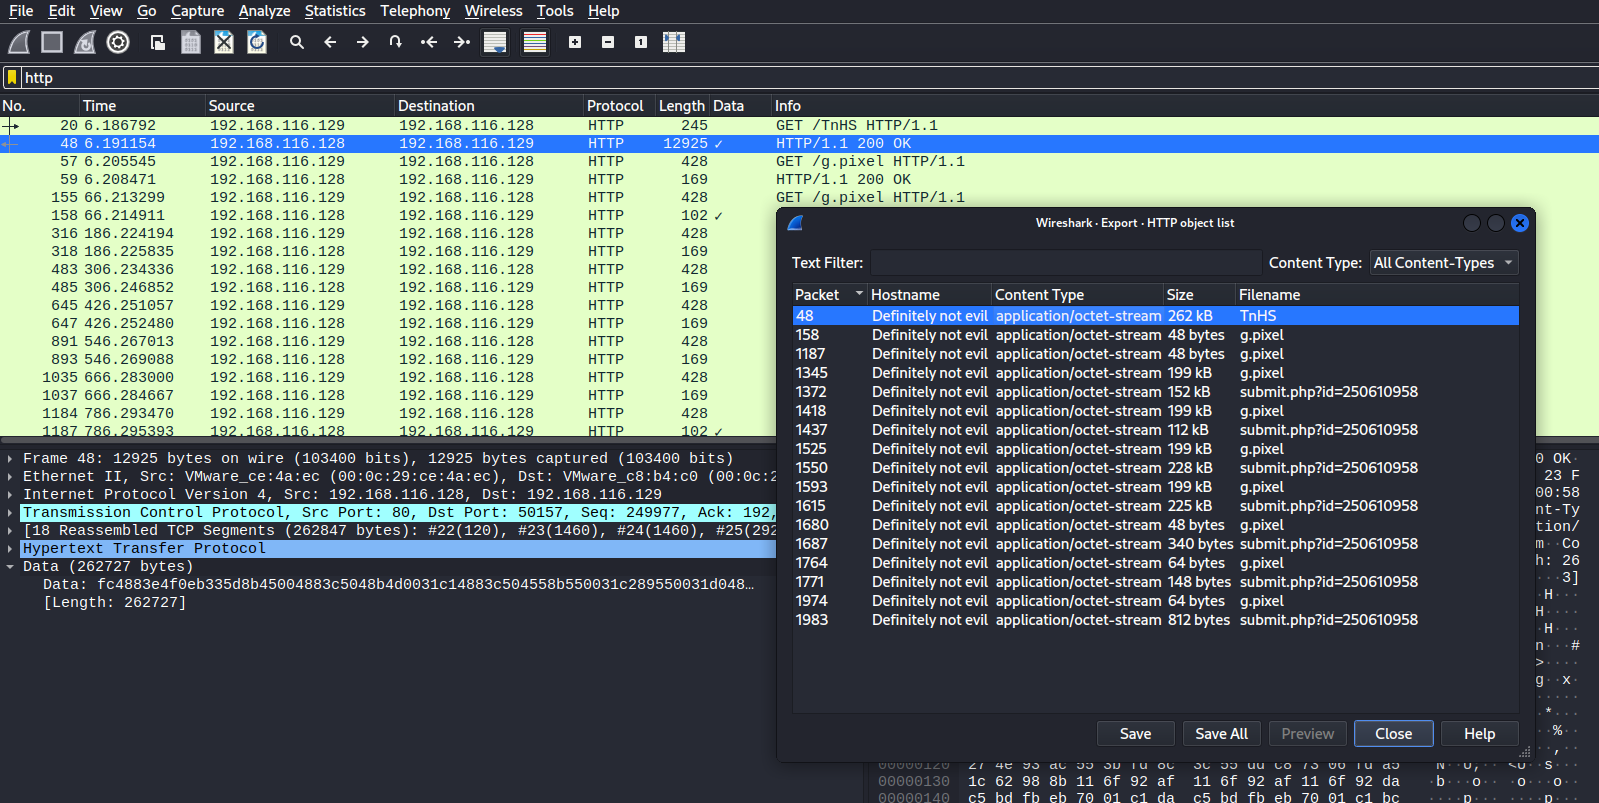 File Edit View Go Capture Analyze Statistics Telephony Wireless Tools Help
http
No. Time Source Destination Protocol Length Data Info
20 6.186792 192.168.116.129 192.168.116.128 HTTP 245 GET /TnHS HTTP/1.1
48 6.191154 192.168.116.128 192.168.116.129 HTTP 12925 ✓ HTTP/1.1 200 OK
57 6.205545 192.168.116.129 192.168.116.128 HTTP 428 GET /g.pixel HTTP/1.1
59 6.208471 192.168.116.128 192.168.116.129 HTTP 169 HTTP/1.1 200 OK
155 66.213299 192.168.116.129 192.168.116.128 HTTP 428 GET /g.pixel HTTP/1.1
158 66.214911 192.168.116.128 192.168.116.129 HTTP 102 ✓
316 186.224194 192.168.116.129 192.168.116.128 HTTP 428
318 186.225835 192.168.116.128 192.168.116.129 HTTP 169
483 306.234336 192.168.116.129 192.168.116.128 HTTP 428
485 306.246852 192.168.116.128 192.168.116.129 HTTP 169
645 426.251057 192.168.116.129 192.168.116.128 HTTP 428
647 426.252480 192.168.116.128 192.168.116.129 HTTP 169
891 546.267013 192.168.116.129 192.168.116.128 HTTP 428
893 546.269088 192.168.116.128 192.168.116.129 HTTP 169
1035 666.283000 192.168.116.129 192.168.116.128 HTTP 428
1037 666.284667 192.168.116.128 192.168.116.129 HTTP 169
1184 786.293470 192.168.116.129 192.168.116.128 HTTP 428
1187 786.295393 192.168.116.128 192.168.116.129 HTTP 102 ✓
Wireshark · Export · HTTP object list
Text Filter: Content Type: All Content-Types
Packet Hostname Content Type Size Filename
48 Definitely not evil application/octet-stream 262 kB TnHS
158 Definitely not evil application/octet-stream 48 bytes g.pixel
1187 Definitely not evil application/octet-stream 48 bytes g.pixel
1345 Definitely not evil application/octet-stream 199 kB g.pixel
1372 Definitely not evil application/octet-stream 152 kB submit.php?id=250610958
1418 Definitely not evil application/octet-stream 199 kB g.pixel
1437 Definitely not evil application/octet-stream 112 kB submit.php?id=250610958
1525 Definitely not evil application/octet-stream 199 kB g.pixel
1550 Definitely not evil application/octet-stream 228 kB submit.php?id=250610958
1593 Definitely not evil application/octet-stream 199 kB g.pixel
1615 Definitely not evil application/octet-stream 225 kB submit.php?id=250610958
1680 Definitely not evil application/octet-stream 48 bytes g.pixel
1687 Definitely not evil application/octet-stream 340 bytes submit.php?id=250610958
1764 Definitely not evil application/octet-stream 64 bytes g.pixel
1771 Definitely not evil application/octet-stream 148 bytes submit.php?id=250610958
1974 Definitely not evil application/octet-stream 64 bytes g.pixel
1983 Definitely not evil application/octet-stream 812 bytes submit.php?id=250610958
Save Save All Preview Close Help
Frame 48: 12925 bytes on wire (103400 bits), 12925 bytes captured (103400 bits)
Ethernet II, Src: VMware_ce:4a:ec (00:0c:29:ce:4a:ec), Dst: VMware_c8:b4:c0 (00:0c:2
Internet Protocol Version 4, Src: 192.168.116.128, Dst: 192.168.116.129
Transmission Control Protocol, Src Port: 80, Dst Port: 50157, Seq: 249977, Ack: 192,
[18 Reassembled TCP Segments (262847 bytes): #22(120), #23(1460), #24(1460), #25(292
Hypertext Transfer Protocol
Data (262727 bytes)
Data: fc4883e4f0eb335d8b45004883c5048b4d0031c14883c504558b550031c289550031d048…
[Length: 262727]
0 OK·
23 F
00:58
nt-Ty
tion/
m··Co
h: 26
···3]
·H···
H····
·H···
n···#
>····
g··x·
·····
·*···
··%··
··,·
00000130 1c 62 98 8b 11 6f 92 af 11 6f 92 af 11 6f 92 da ·b···o·· ·o···o··
00000140 c5 bd fb eb 70 01 c1 da c5 bd fb eb 70 01 c1 bc ····p··· ····p···